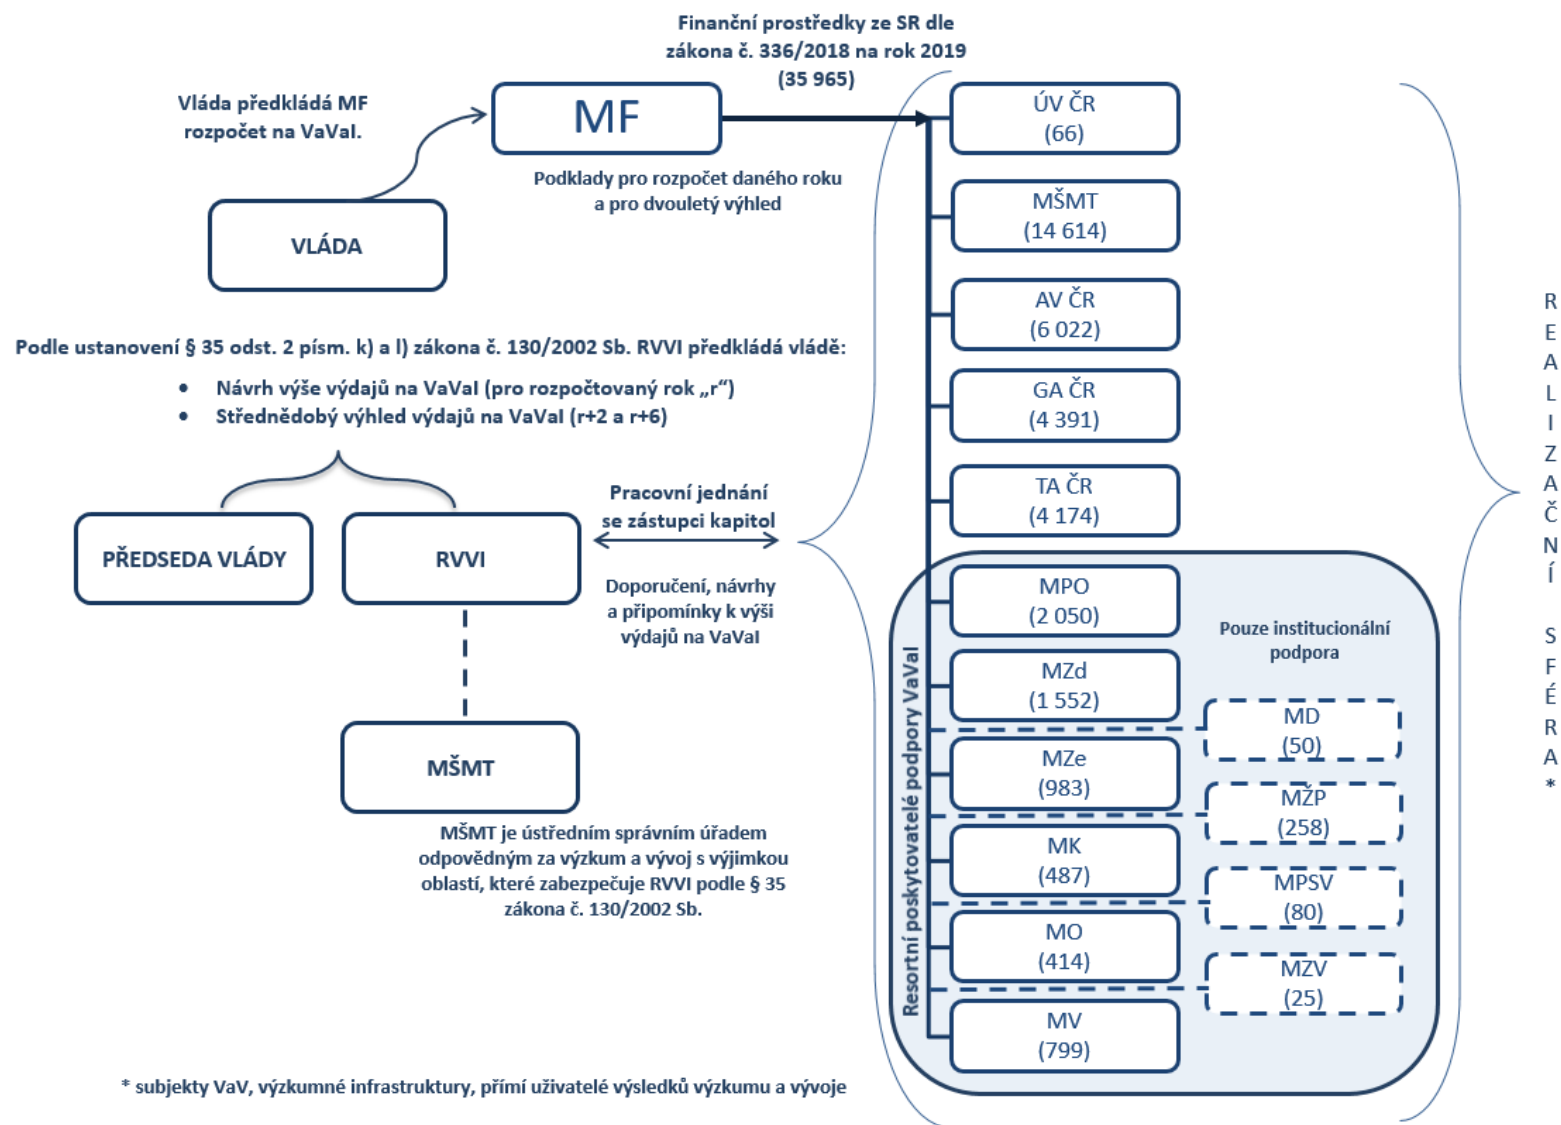 Finanční prostředky ze SR dle
zákona č. 336/2018 na rok 2019
(35 965)
Vláda předkládá MF
rozpočet na VaVaI.
MF
Podklady pro rozpočet daného roku
a pro dvouletý výhled
VLÁDA
Podle ustanovení § 35 odst. 2 písm. k) a l) zákona č. 130/2002 Sb. RVVI předkládá vládě:
• Návrh výše výdajů na VaVaI (pro rozpočtovaný rok „r“)
• Střednědobý výhled výdajů na VaVaI (r+2 a r+6)
PŘEDSEDA VLÁDY
RVVI
Pracovní jednání
se zástupci kapitol
Doporučení, návrhy
a připomínky k výši
výdajů na VaVaI
MŠMT
MŠMT je ústředním správním úřadem
odpovědným za výzkum a vývoj s výjimkou
oblastí, které zabezpečuje RVVI podle § 35
zákona č. 130/2002 Sb.
ÚV ČR
(66)
MŠMT
(14 614)
AV ČR
(6 022)
GA ČR
(4 391)
TA ČR
(4 174)
Resortní poskytovatelé podpory VaVaI
MPO
(2 050)
MZd
(1 552)
MZe
(983)
MK
(487)
MO
(414)
MV
(799)
Pouze institucionální
podpora
MD
(50)
MŽP
(258)
MPSV
(80)
MZV
(25)
REALIZAČNÍ SFÉRA*
* subjekty VaV, výzkumné infrastruktury, přímí uživatelé výsledků výzkumu a vývoje